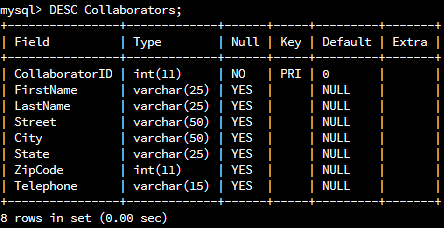 mysql> DESC Collaborators;
+----------------+-------------+------+-----+---------+-------+
| Field          | Type        | Null | Key | Default | Extra |
+----------------+-------------+------+-----+---------+-------+
| CollaboratorID | int(11)     | NO   | PRI | 0       |       |
| FirstName      | varchar(25) | YES  |     | NULL    |       |
| LastName       | varchar(25) | YES  |     | NULL    |       |
| Street         | varchar(50) | YES  |     | NULL    |       |
| City           | varchar(50) | YES  |     | NULL    |       |
| State          | varchar(25) | YES  |     | NULL    |       |
| ZipCode        | int(11)     | YES  |     | NULL    |       |
| Telephone      | varchar(15) | YES  |     | NULL    |       |
+----------------+-------------+------+-----+---------+-------+
8 rows in set (0.00 sec)